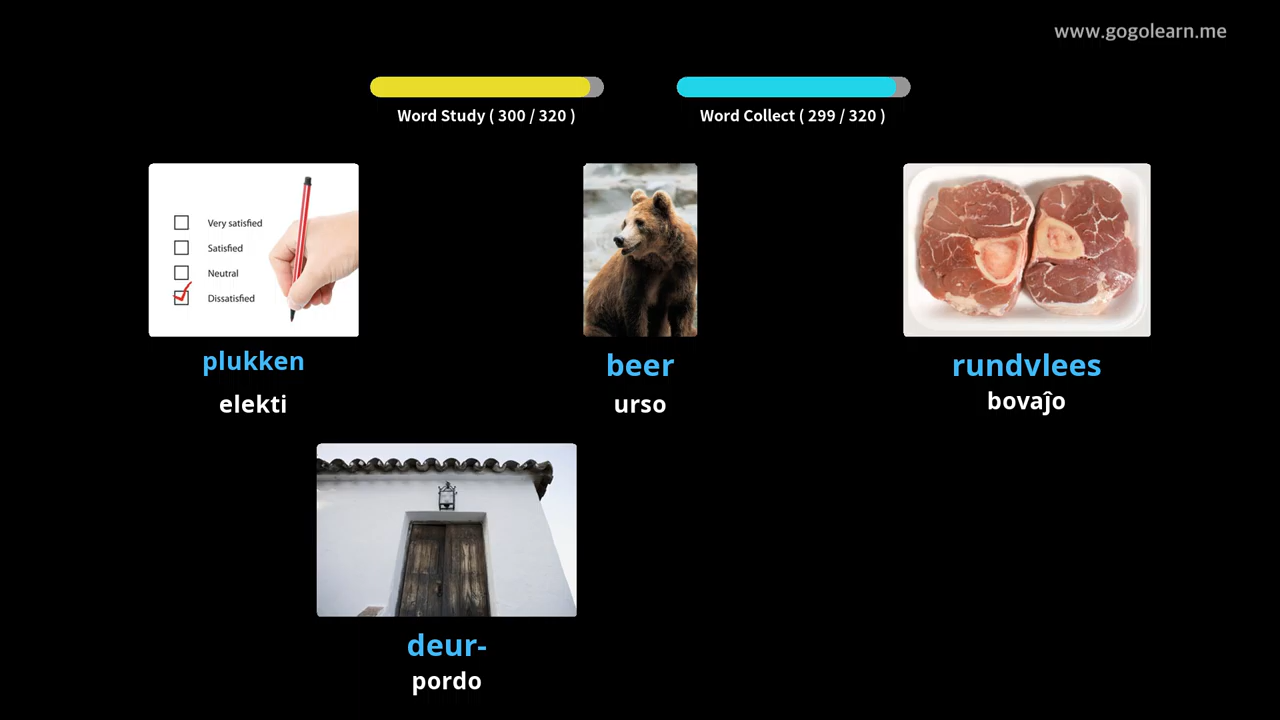 www.gogolearn.me
Word Study ( 300 / 320 )
Word Collect ( 299 / 320 )
Very satisfied
Satisfied
Neutral
Dissatisfied
plukken
elekti
beer
urso
rundvlees
bovaĵo
deur-
pordo